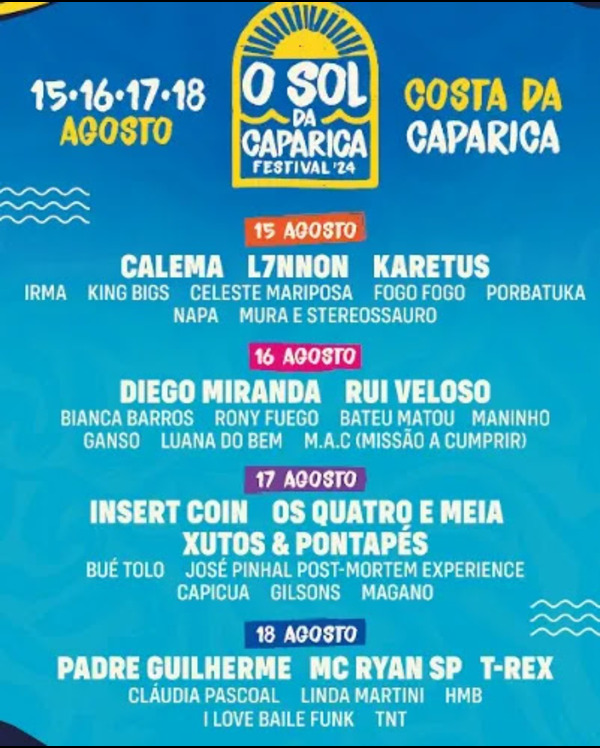 15•16•17•18
AGOSTO
O SOL
DA
CAPARICA
FESTIVAL '24
COSTA DA
CAPARICA
15 AGOSTO
CALEMA L7NNON KARETUS
IRMA KING BIGS CELESTE MARIPOSA FOGO FOGO PORBATUKA
NAPA MURA E STEREOSSAURO
16 AGOSTO
DIEGO MIRANDA RUI VELOSO
BIANCA BARROS RONY FUEGO BATEU MATOU MANINHO
GANSO LUANA DO BEM M.A.C (MISSÃO A CUMPRIR)
17 AGOSTO
INSERT COIN OS QUATRO E MEIA
XUTOS & PONTAPÉS
BUÉ TOLO JOSÉ PINHAL POST-MORTEM EXPERIENCE
CAPICUA GILSONS MAGANO
18 AGOSTO
PADRE GUILHERME MC RYAN SP T-REX
CLÁUDIA PASCOAL LINDA MARTINI HMB
I LOVE BAILE FUNK TNT